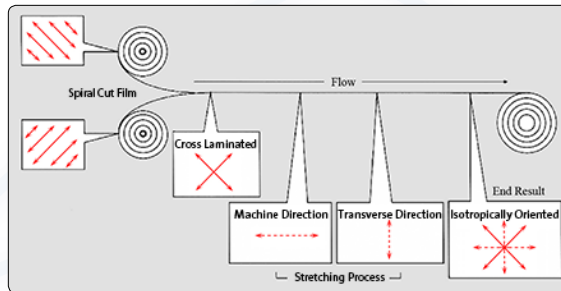 Spiral Cut Film
Flow
Cross Laminated
Machine Direction
Transverse Direction
End Result
Isotropically Oriented
Stretching Process